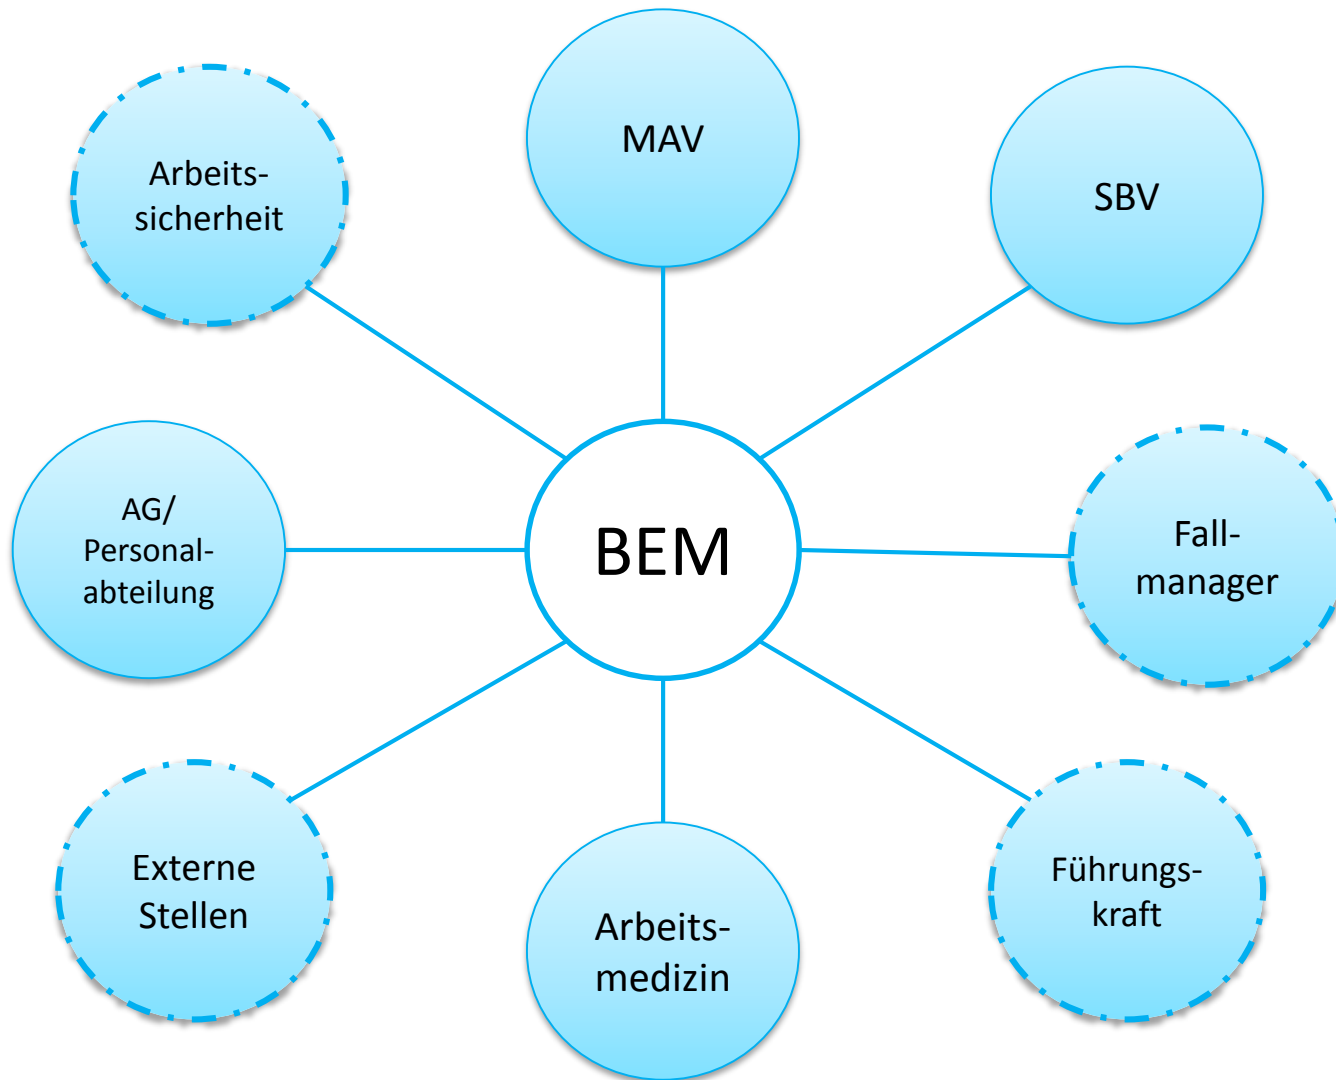 MAV
Arbeits-
sicherheit
SBV
AG/
Personal-
abteilung
BEM
Fall-
manager
Externe
Stellen
Arbeits-
medizin
Führungs-
kraft